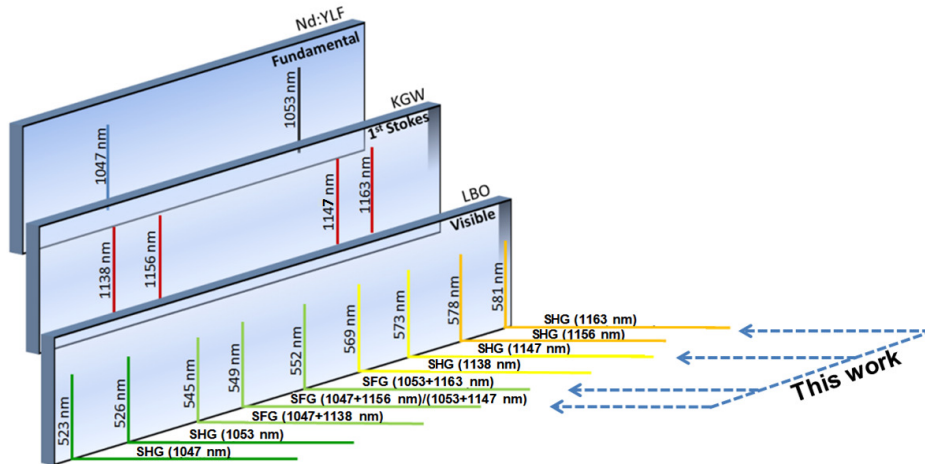 Nd:YLF
Fundamental
1047 nm
1053 nm
KGW
1st Stokes
1138 nm
1156 nm
1147 nm
1163 nm
LBO
Visible
523 nm
526 nm
545 nm
549 nm
552 nm
569 nm
573 nm
578 nm
581 nm
SHG (1163 nm)
SHG (1156 nm)
SHG (1147 nm)
SHG (1138 nm)
SFG (1053+1163 nm)
SFG (1047+1156 nm)/(1053+1147 nm)
SFG (1047+1138 nm)
SHG (1053 nm)
SHG (1047 nm)
This work